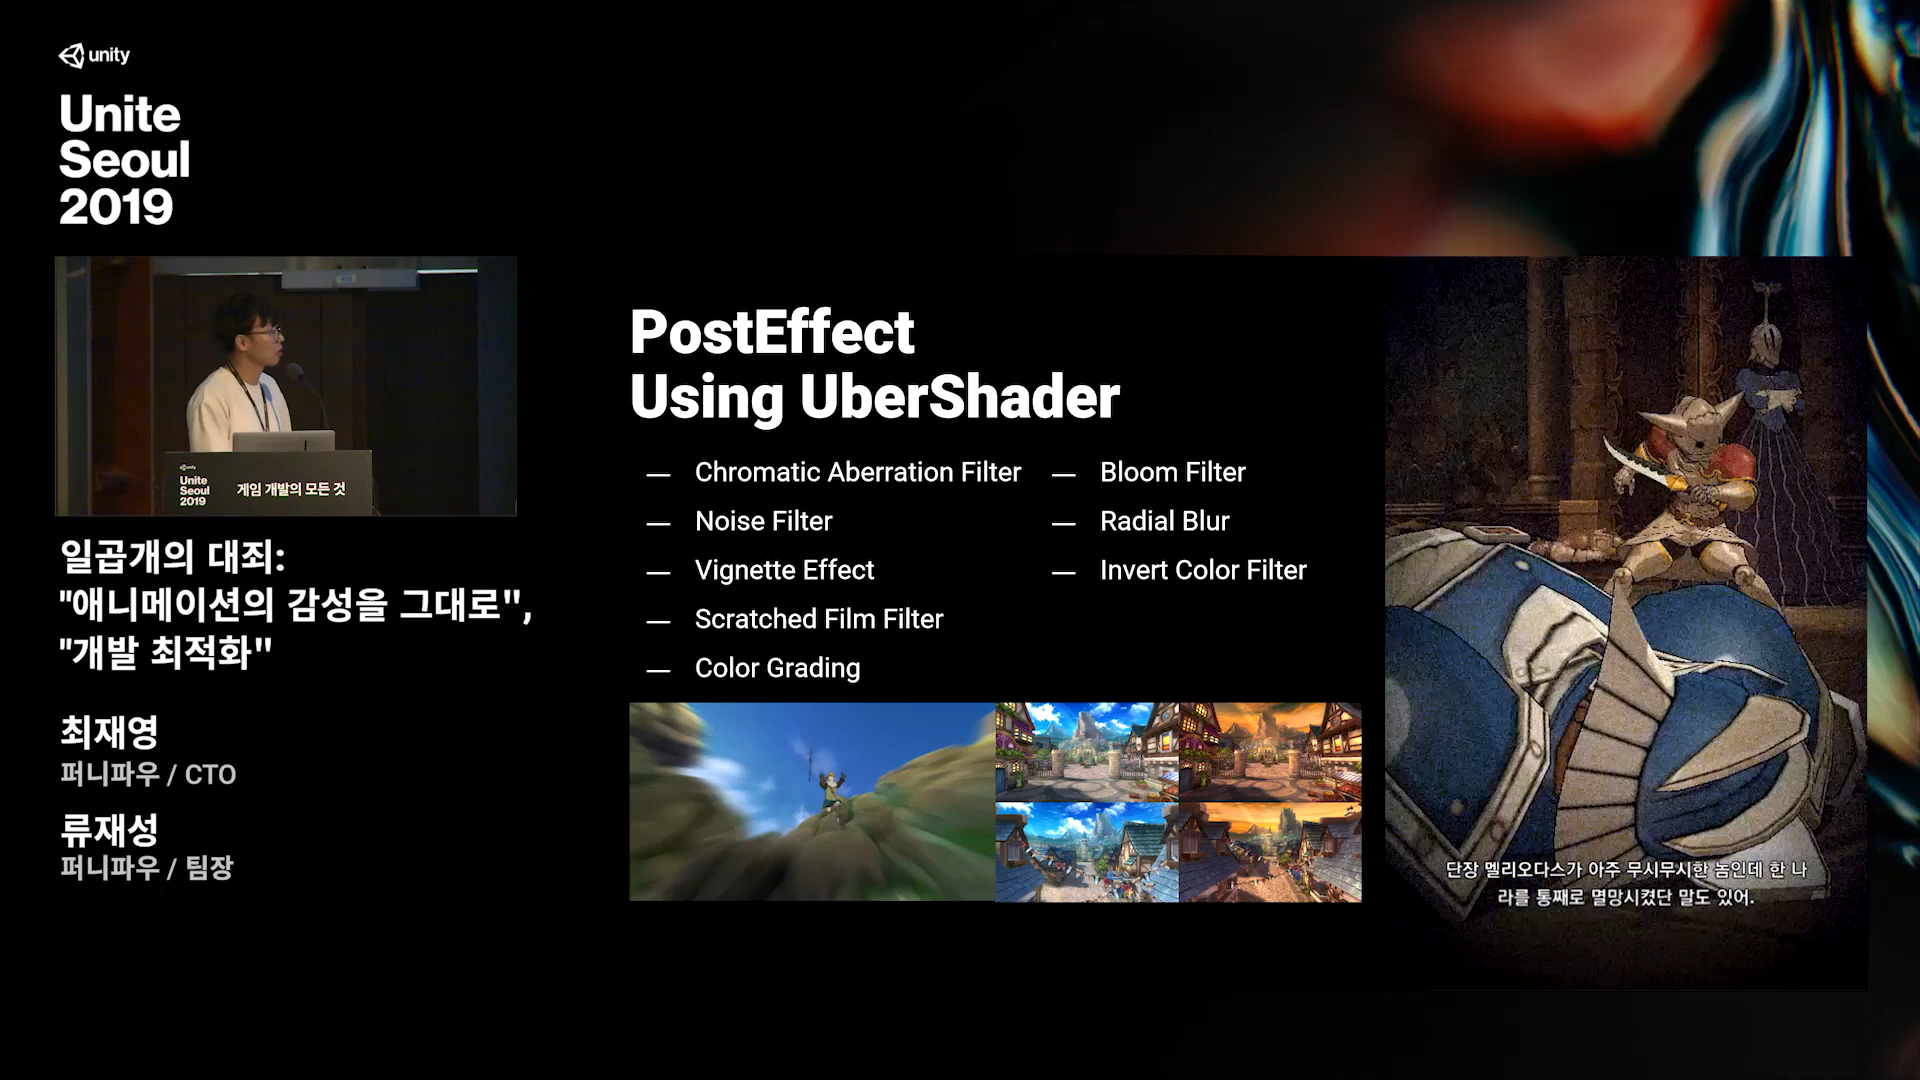 unity
Unite
Seoul
2019
unity
Unite
Seoul
2019
게임 개발의 모든 것
일곱개의 대죄:
"애니메이션의 감성을 그대로",
"개발 최적화"
최재영
퍼니파우 / CTO
류재성
퍼니파우 / 팀장
PostEffect
Using UberShader
— Chromatic Aberration Filter
— Noise Filter
— Vignette Effect
— Scratched Film Filter
— Color Grading
— Bloom Filter
— Radial Blur
— Invert Color Filter
단장 멜리오다스가 아주 무시무시한 놈인데 한 나
라를 통째로 멸망시켰단 말도 있어.